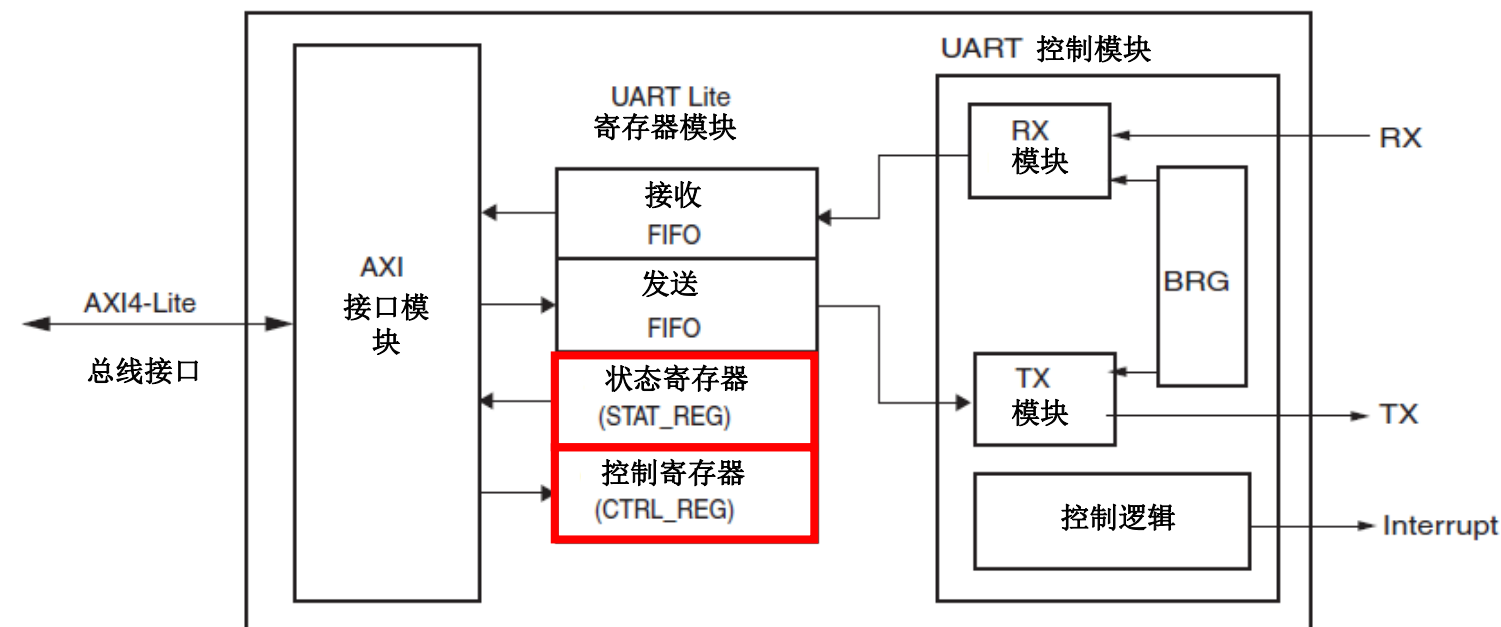 UART 控制模块
UART Lite
寄存器模块
RX
模块
RX
接收
FIFO
AXI
接口模
块
BRG
发送
FIFO
AXI4-Lite
总线接口
状态寄存器
(STAT_REG)
TX
模块
TX
控制寄存器
(CTRL_REG)
控制逻辑
Interrupt